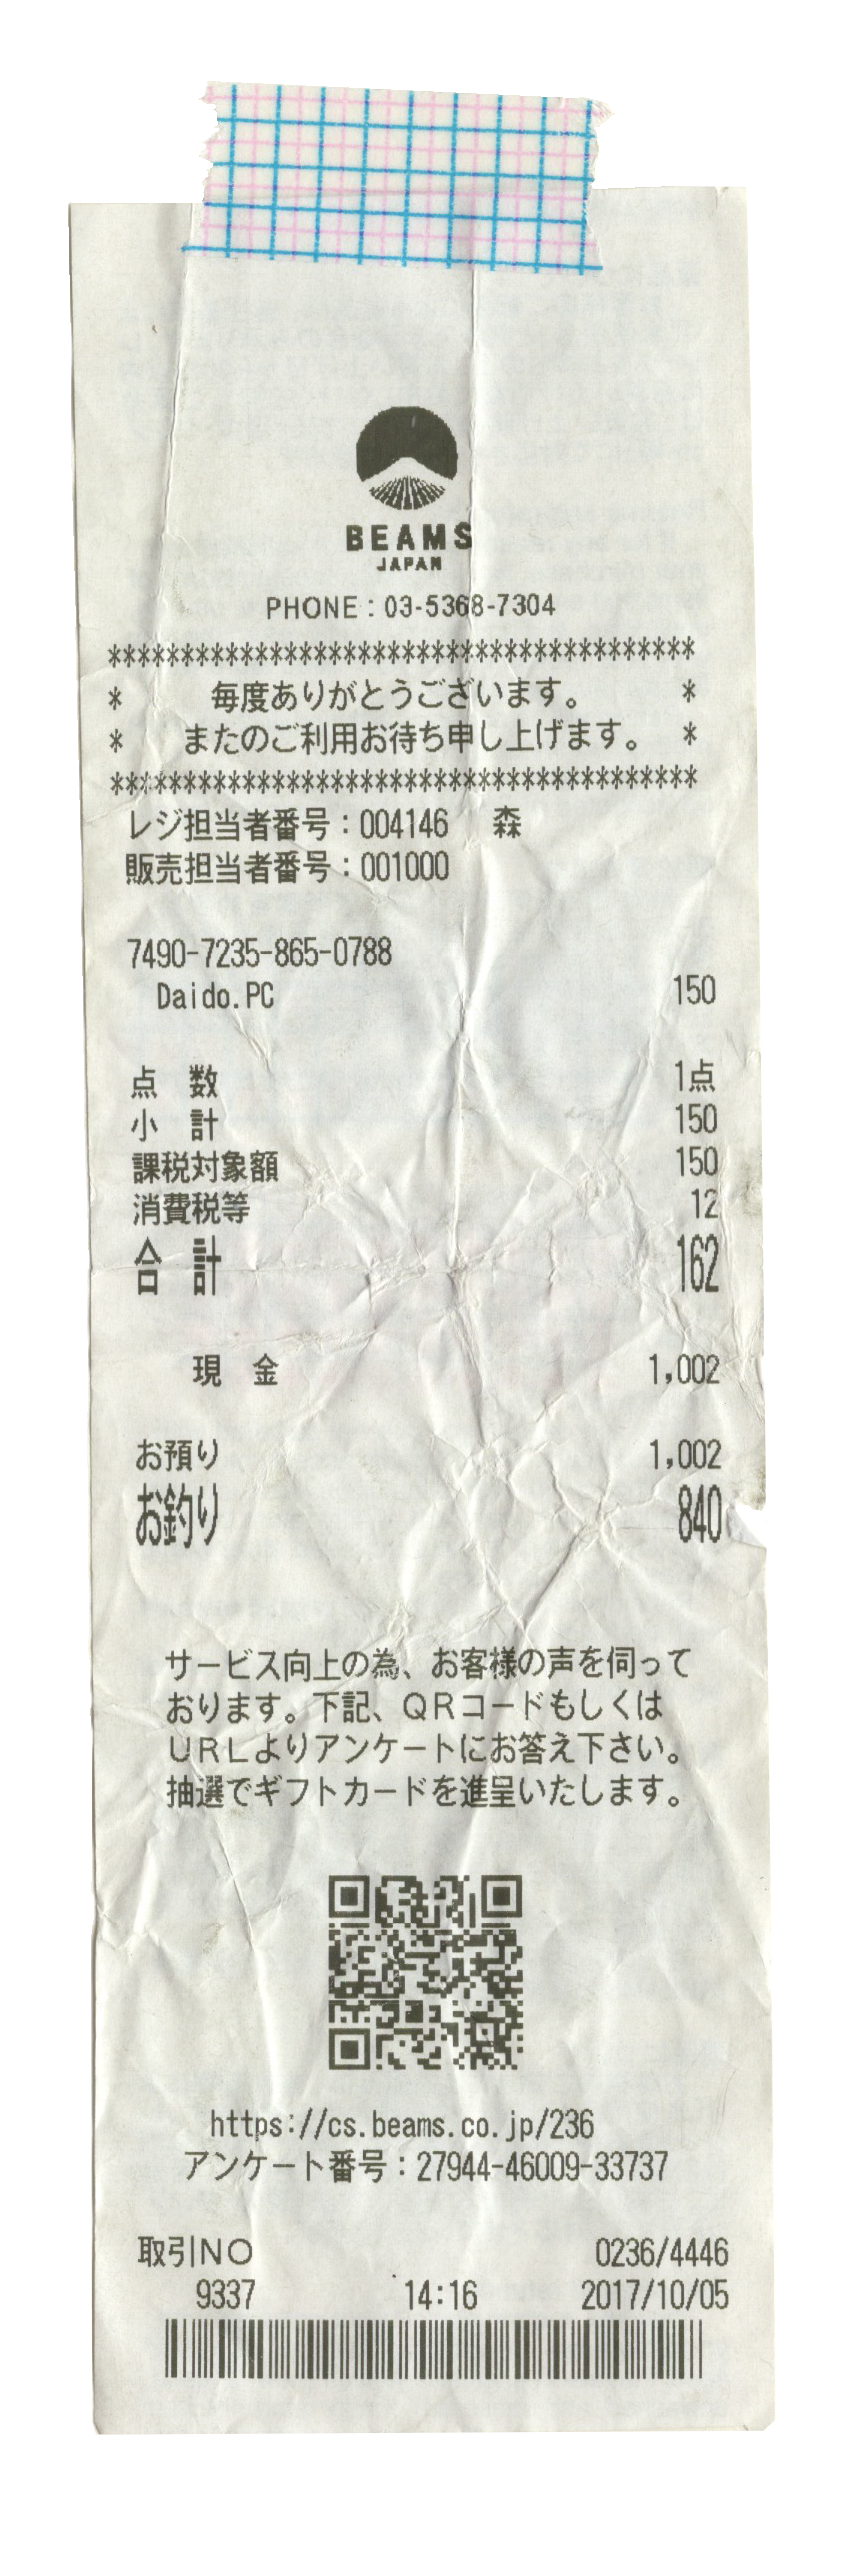 BEAMS
JAPAN
PHONE：03-5368-7304
****************************************
* 毎度ありがとうございます。 *
* またのご利用お待ち申し上げます。 *
****************************************
レジ担当者番号：004146 森
販売担当者番号：001000
7490-7235-865-0788
Daido.PC 150
点 数 1点
小 計 150
課税対象額 150
消費税等 12
合 計 162
現 金 1,002
お預り 1,002
お釣り 840
サービス向上の為、お客様の声を伺って
おります。下記、ＱＲコードもしくは
ＵＲＬよりアンケートにお答え下さい。
抽選でギフトカードを進呈いたします。
https://cs.beams.co.jp/236
アンケート番号：27944-46009-33737
取引ＮＯ 0236/4446
9337 14:16 2017/10/05